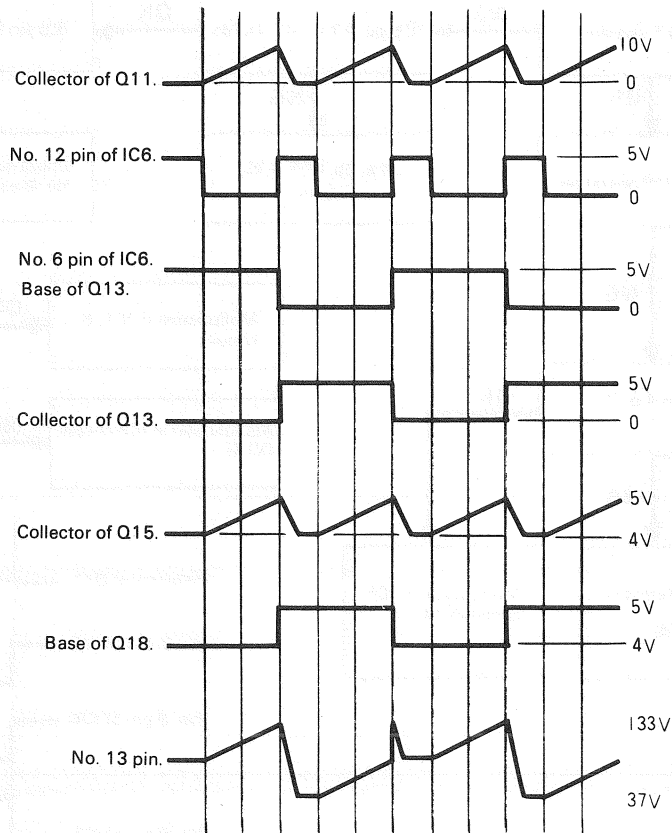 10V
Collector of Q11.
0
No. 12 pin of IC6.
5V
0
No. 6 pin of IC6.
5V
Base of Q13.
0
5V
Collector of Q13.
0
5V
Collector of Q15.
4V
5V
Base of Q18.
4V
133V
No. 13 pin.
37V